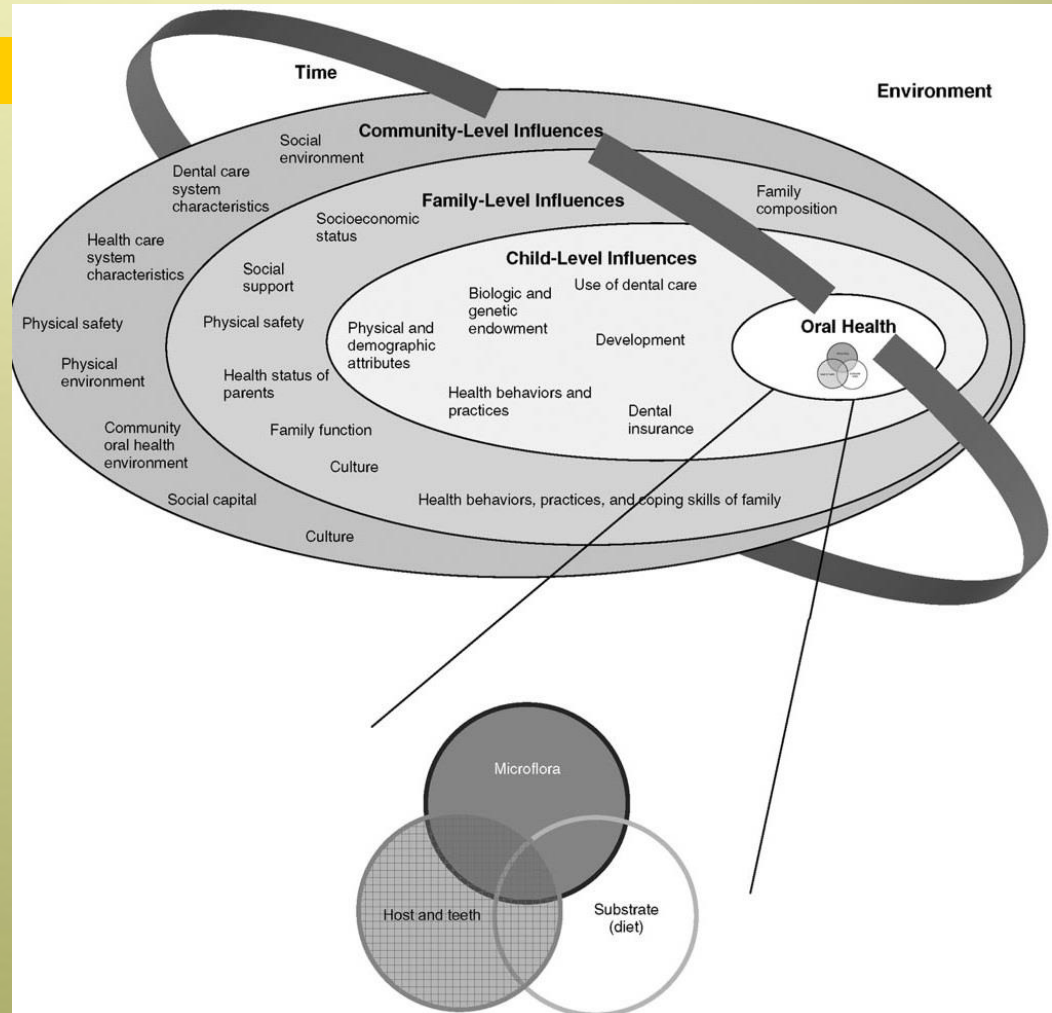 Time
Environment
Community-Level Influences
Social
environment
Dental care
system
characteristics
Family-Level Influences
Family
composition
Socioeconomic
status
Health care
system
characteristics
Child-Level Influences
Social
support
Use of dental care
Biologic and
genetic
endowment
Physical safety
Physical safety
Oral Health
Physical and
demographic
attributes
Development
Physical
environment
Health status of
parents
Health behaviors and
practices
Dental
insurance
Community
oral health
environment
Family function
Culture
Social capital
Health behaviors, practices, and coping skills of family
Culture
Microflora
Host and teeth
Substrate
(diet)